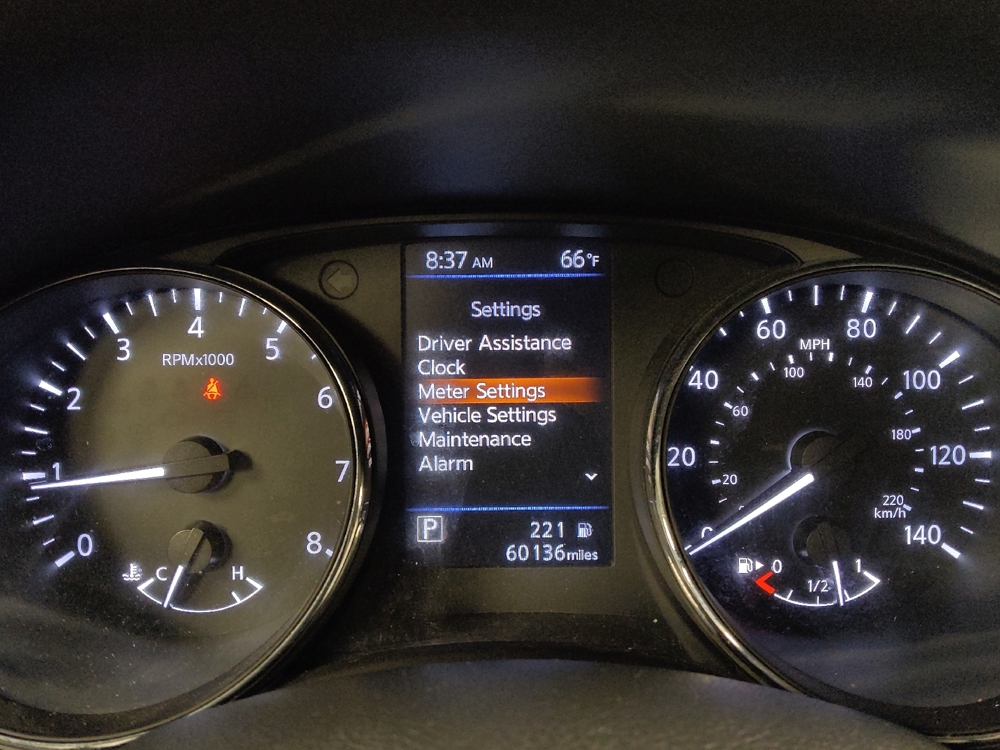 8:37 AM 66°F
Settings
Driver Assistance
Clock
Meter Settings
Vehicle Settings
Maintenance
Alarm
P
221
60136 miles
RPMx1000
0
1
2
3
4
5
6
7
8
C H
MPH
0
20
40
60
80
100
120
140
20
60
100
140
180
220
km/h
0 1/2 1